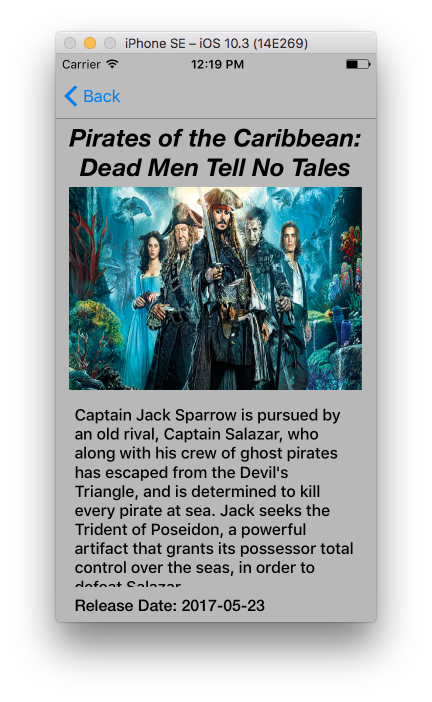 iPhone SE – iOS 10.3 (14E269)
Carrier 12:19 PM
Back
Pirates of the Caribbean:
Dead Men Tell No Tales
Captain Jack Sparrow is pursued by
an old rival, Captain Salazar, who
along with his crew of ghost pirates
has escaped from the Devil's
Triangle, and is determined to kill
every pirate at sea. Jack seeks the
Trident of Poseidon, a powerful
artifact that grants its possessor total
control over the seas, in order to
defeat Salazar.
Release Date: 2017-05-23